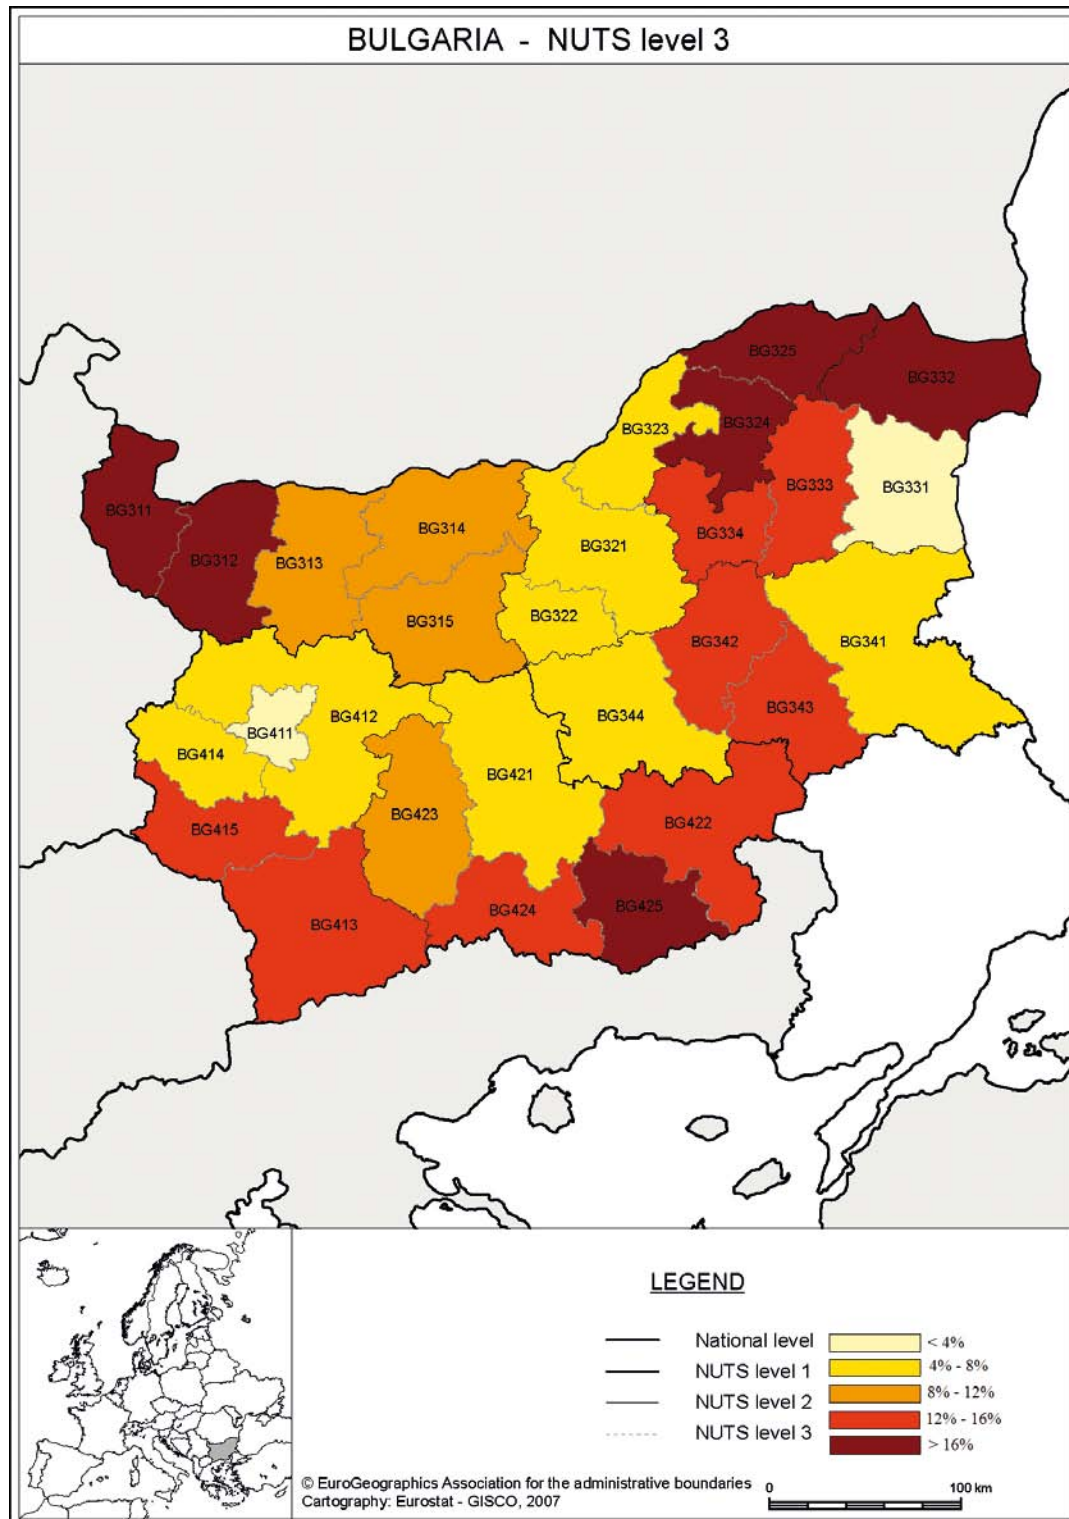 BULGARIA - NUTS level 3
BG325
BG332
BG323
BG324
BG311
BG331
BG333
BG314
BG334
BG321
BG312
BG313
BG322
BG315
BG342
BG341
BG343
BG344
BG412
BG411
BG414
BG421
BG423
BG422
BG415
BG425
BG424
BG413
LEGEND
National level < 4%
NUTS level 1 4% - 8%
NUTS level 2 8% - 12%
NUTS level 3 12% - 16%
> 16%
© EuroGeographics Association for the administrative boundaries
Cartography: Eurostat - GISCO, 2007
0 100 km